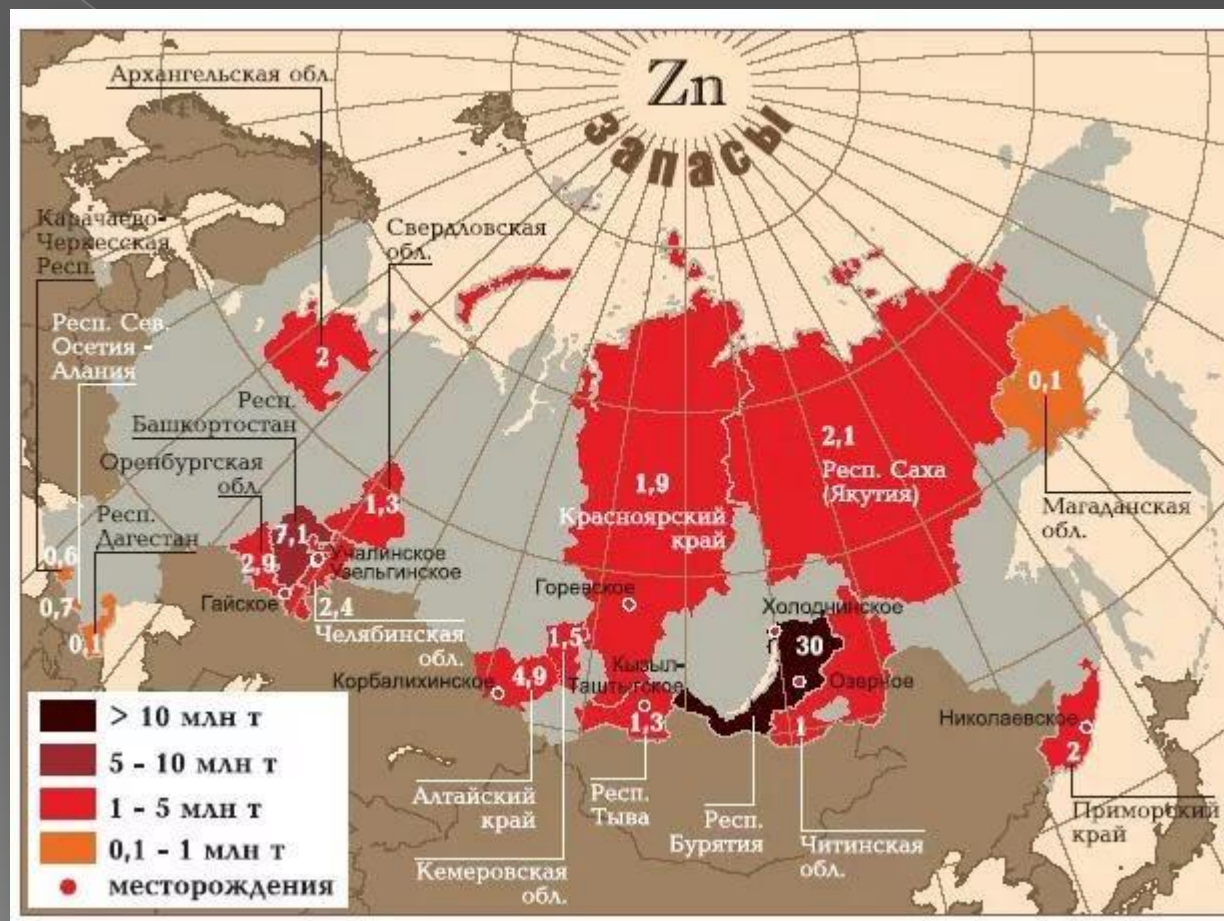 Zn
Запасы
Архангельская обл.
Карачаево-
Черкесская
Респ.
Свердловская
обл.
Респ. Сев.
Осетия -
Алания
Респ.
Башкортостан
Оренбургская
обл.
Респ.
Дагестан
2
1,3
7,1
2,9
Учалинское
Узельгинское
0,6
0,7
0,1
Гайское
2,4
Челябинская
обл.
1,9
Красноярский
край
2,1
Респ. Саха
(Якутия)
0,1
Магаданская
обл.
Горевское
Холоднинское
1,5
30
4,9
Корбалихинское
Кызыл-
Таштыгское
Озерное
1,3
1
Николаевское
2
Алтайский
край
Кемеровская
обл.
Респ.
Тыва
Респ.
Бурятия
Читинская
обл.
Приморский
край
> 10 млн т
5 - 10 млн т
1 - 5 млн т
0,1 - 1 млн т
месторождения